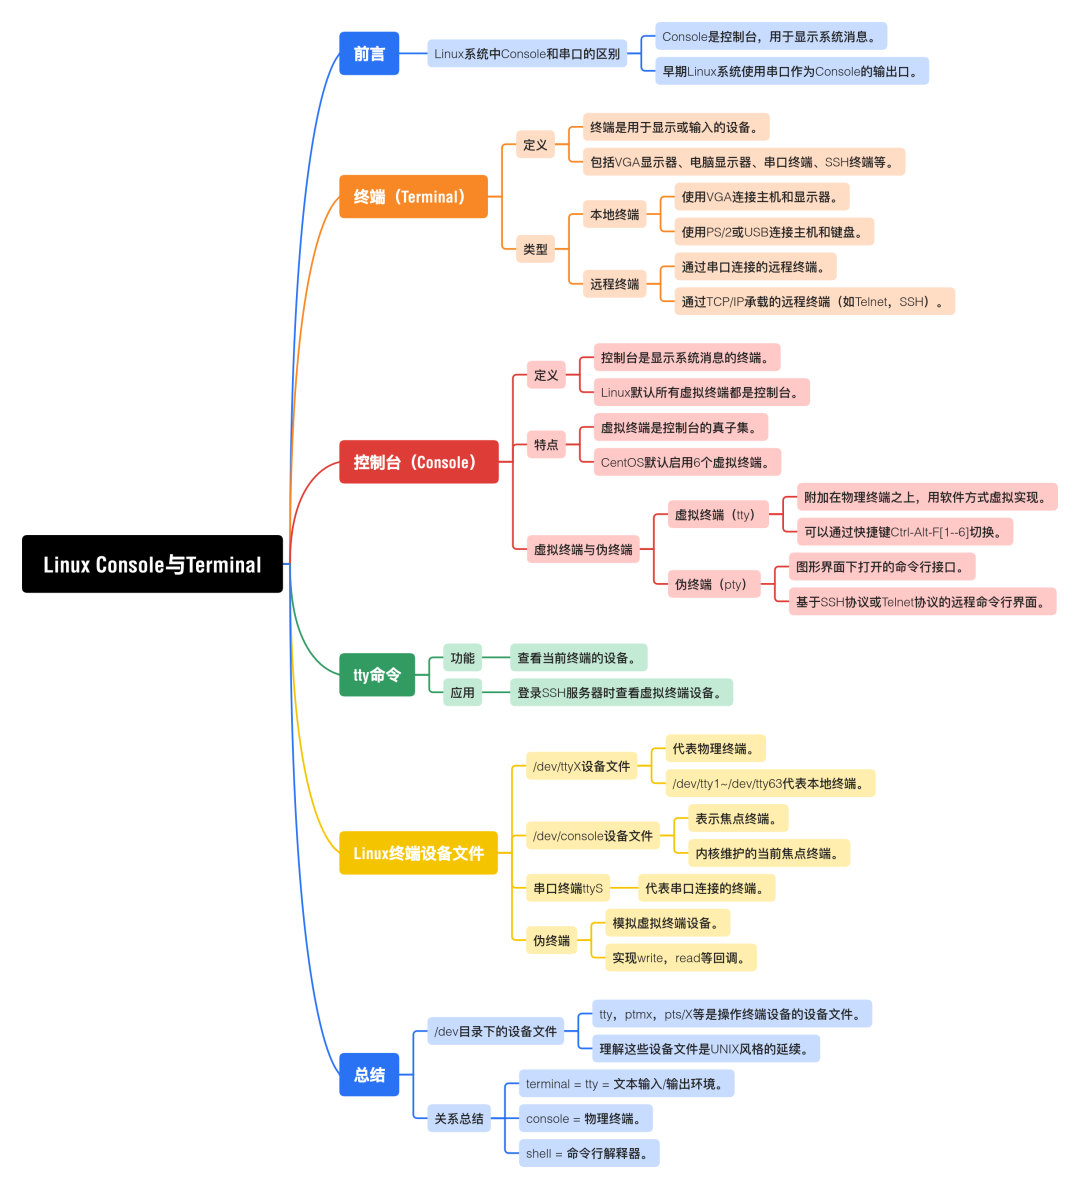 Linux Console与Terminal
前言
Linux系统中Console和串口的区别
Console是控制台，用于显示系统消息。
早期Linux系统使用串口作为Console的输出口。
终端（Terminal）
定义
终端是用于显示或输入的设备。
包括VGA显示器、电脑显示器、串口终端、SSH终端等。
类型
本地终端
使用VGA连接主机和显示器。
使用PS/2或USB连接主机和键盘。
远程终端
通过串口连接的远程终端。
通过TCP/IP承载的远程终端（如Telnet，SSH）。
控制台（Console）
定义
控制台是显示系统消息的终端。
Linux默认所有虚拟终端都是控制台。
特点
虚拟终端是控制台的真子集。
CentOS默认启用6个虚拟终端。
虚拟终端与伪终端
虚拟终端（tty）
附加在物理终端之上，用软件方式虚拟实现。
可以通过快捷键Ctrl-Alt-F[1--6]切换。
伪终端（pty）
图形界面下打开的命令行接口。
基于SSH协议或Telnet协议的远程命令行界面。
tty命令
功能
查看当前终端的设备。
应用
登录SSH服务器时查看虚拟终端设备。
Linux终端设备文件
/dev/ttyX设备文件
代表物理终端。
/dev/tty1~/dev/tty63代表本地终端。
/dev/console设备文件
表示焦点终端。
内核维护的当前焦点终端。
串口终端ttyS
代表串口连接的终端。
伪终端
模拟虚拟终端设备。
实现write，read等回调。
总结
/dev目录下的设备文件
tty，ptmx，pts/X等是操作终端设备的设备文件。
理解这些设备文件是UNIX风格的延续。
关系总结
terminal = tty = 文本输入/输出环境。
console = 物理终端。
shell = 命令行解释器。